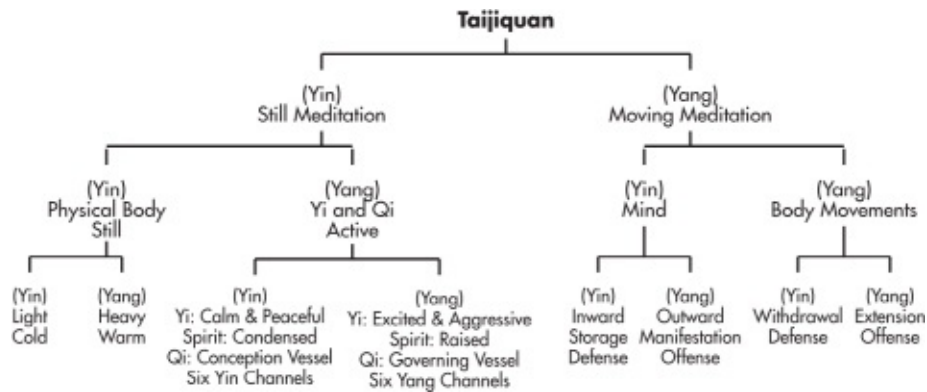 Taijiquan
(Yin)
Still Meditation
(Yang)
Moving Meditation
(Yin)
Physical Body
Still
(Yang)
Yi and Qi
Active
(Yin)
Mind
(Yang)
Body Movements
(Yin)
Light
Cold
(Yang)
Heavy
Warm
(Yin)
Yi: Calm & Peaceful
Spirit: Condensed
Qi: Conception Vessel
Six Yin Channels
(Yang)
Yi: Excited & Aggressive
Spirit: Raised
Qi: Governing Vessel
Six Yang Channels
(Yin)
Inward
Storage
Defense
(Yang)
Outward
Manifestation
Offense
(Yin)
Withdrawal
Defense
(Yang)
Extension
Offense